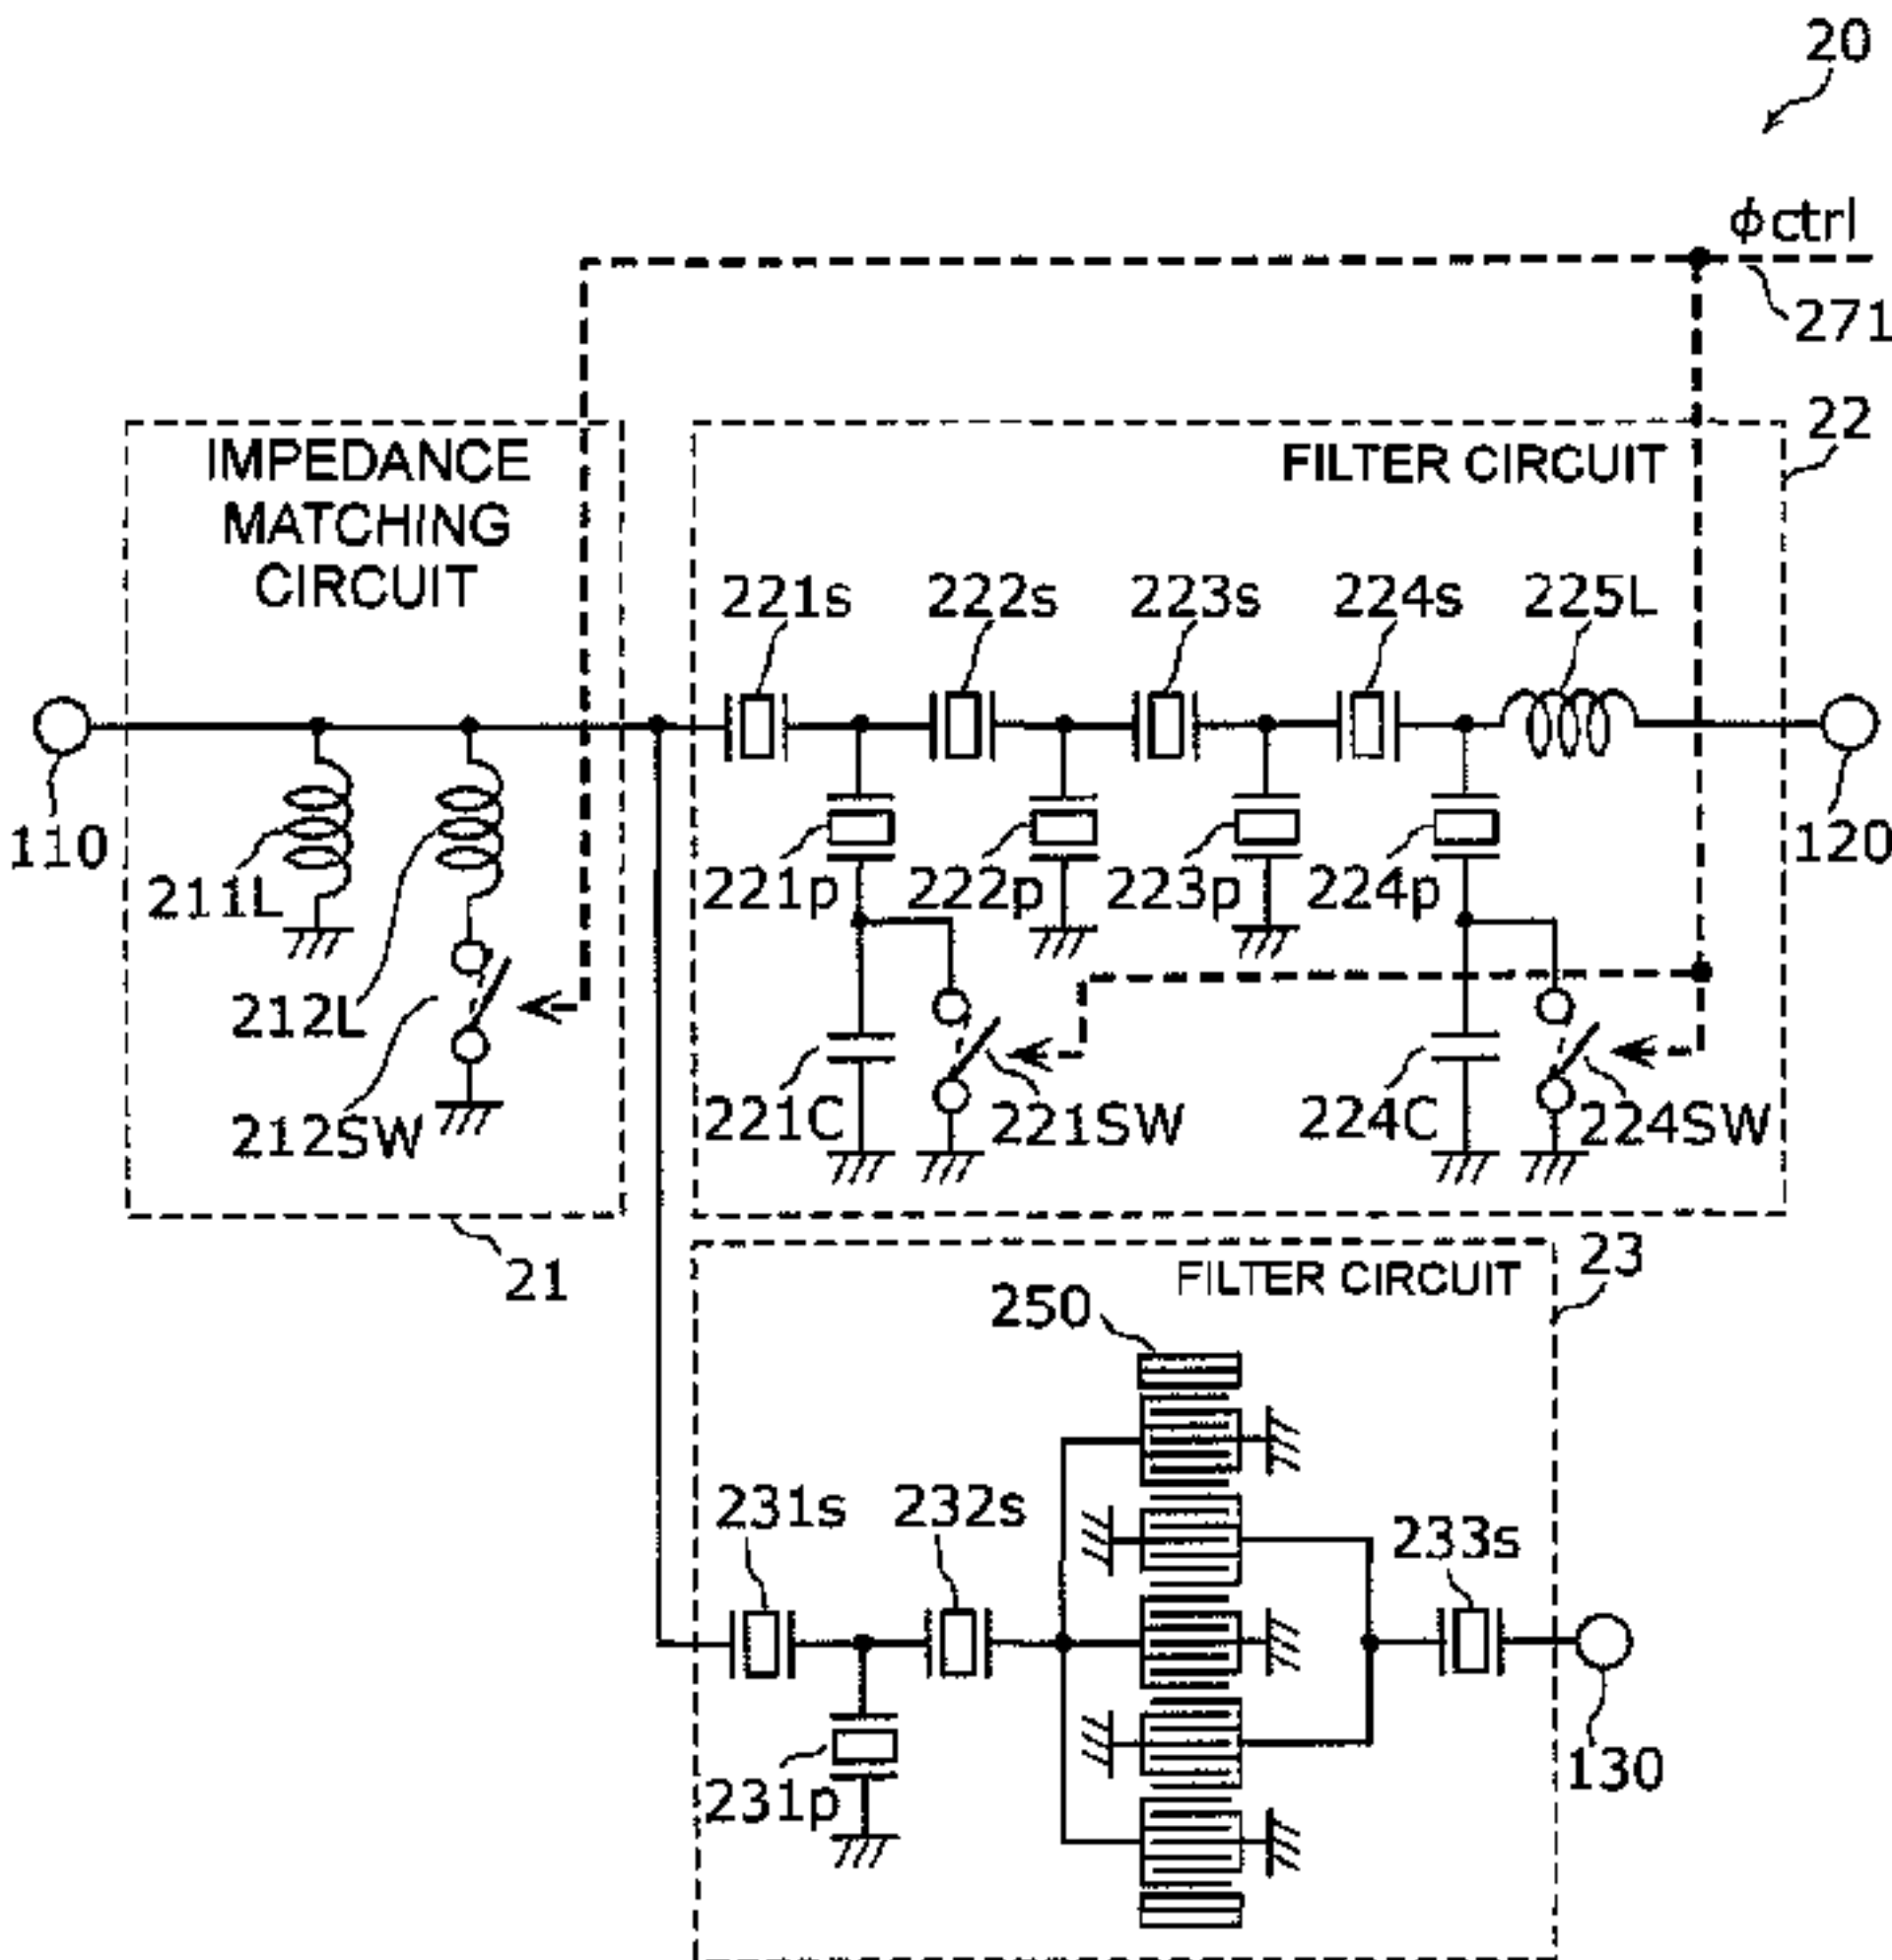 20
ϕctrl
271
22
IMPEDANCE
MATCHING
CIRCUIT
FILTER CIRCUIT
221s
222s
223s
224s
225L
110
120
211L
221p
222p
223p
224p
212L
212SW
221C
221SW
224C
224SW
21
23
FILTER CIRCUIT
250
231s
232s
233s
231p
130